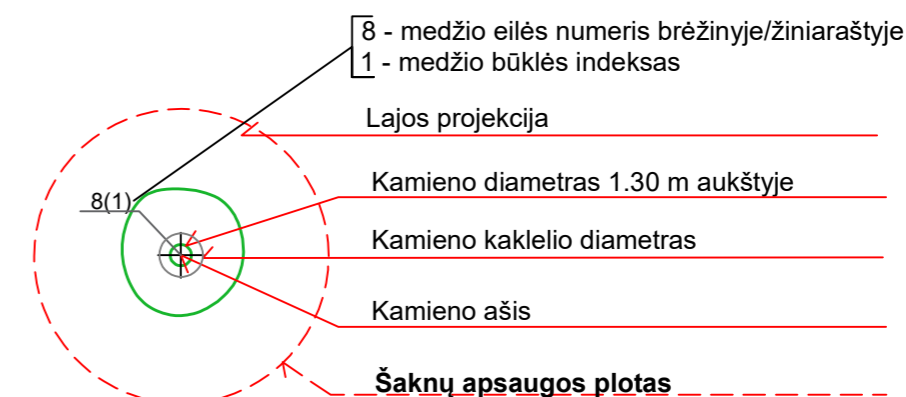 8 - medžio eilės numeris brėžinyje/žiniaraštyje
1 - medžio būklės indeksas
Lajos projekcija
Kamieno diametras 1.30 m aukštyje
8(1)
Kamieno kaklelio diametras
Kamieno ašis
Šaknų apsaugos plotas